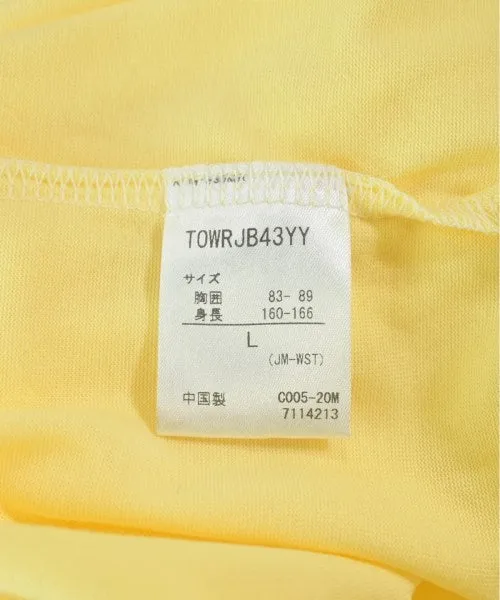 TOWRJB43YY
サイズ
胸囲 83-89
身長 160-166
L
(JM-WST)
中国製 C005-20M
7114213